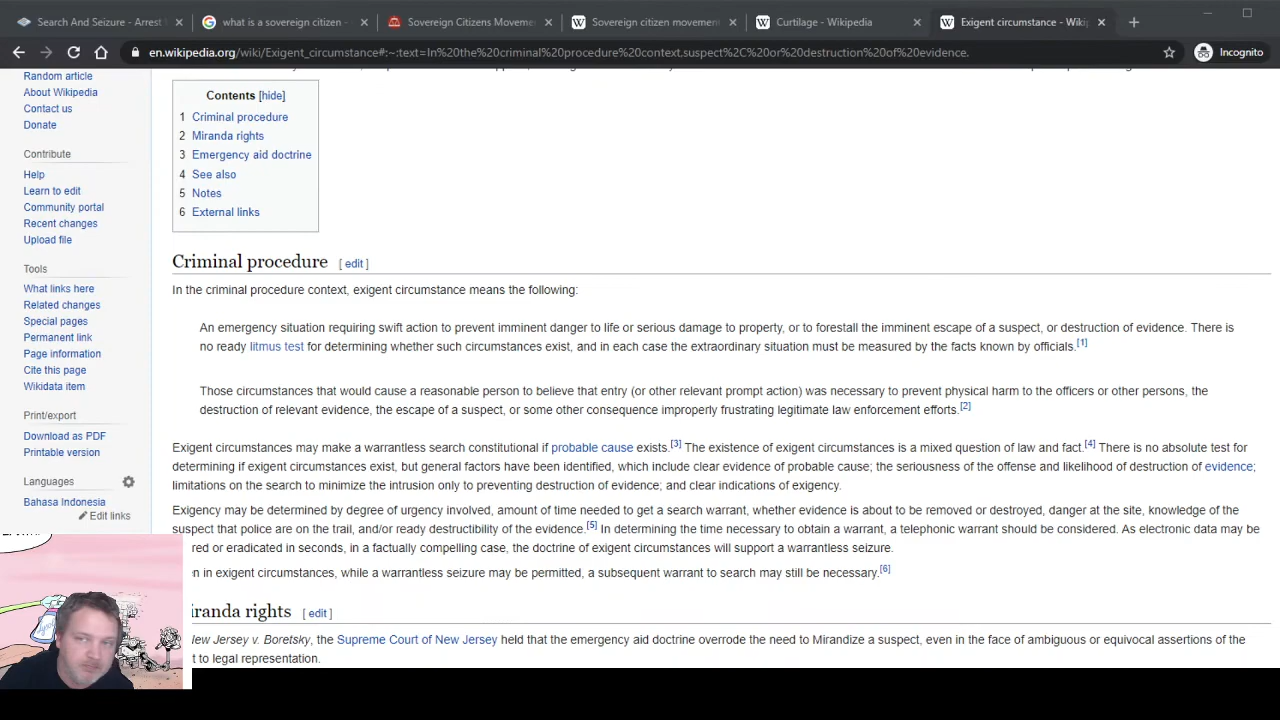 Search And Seizure - Arrest
what is a sovereign citizen -
Sovereign Citizens Moveme
Sovereign citizen movement
Curtilage - Wikipedia
Exigent circumstance - Wiki
en.wikipedia.org/wiki/Exigent_circumstance#:~:text=In%20the%20criminal%20procedure%20context,suspect%2C%20or%20destruction%20of%20evidence.
Incognito
Random article
About Wikipedia
Contact us
Donate
Contribute
Help
Learn to edit
Community portal
Recent changes
Upload file
Tools
What links here
Related changes
Special pages
Permanent link
Page information
Cite this page
Wikidata item
Print/export
Download as PDF
Printable version
Languages
Bahasa Indonesia
Edit links
Contents [hide]
1 Criminal procedure
2 Miranda rights
3 Emergency aid doctrine
4 See also
5 Notes
6 External links
Criminal procedure [ edit ]
In the criminal procedure context, exigent circumstance means the following:
An emergency situation requiring swift action to prevent imminent danger to life or serious damage to property, or to forestall the imminent escape of a suspect, or destruction of evidence. There is
no ready litmus test for determining whether such circumstances exist, and in each case the extraordinary situation must be measured by the facts known by officials.[1]
Those circumstances that would cause a reasonable person to believe that entry (or other relevant prompt action) was necessary to prevent physical harm to the officers or other persons, the
destruction of relevant evidence, the escape of a suspect, or some other consequence improperly frustrating legitimate law enforcement efforts.[2]
Exigent circumstances may make a warrantless search constitutional if probable cause exists.[3] The existence of exigent circumstances is a mixed question of law and fact.[4] There is no absolute test for
determining if exigent circumstances exist, but general factors have been identified, which include clear evidence of probable cause; the seriousness of the offense and likelihood of destruction of evidence;
limitations on the search to minimize the intrusion only to preventing destruction of evidence; and clear indications of exigency.
Exigency may be determined by degree of urgency involved, amount of time needed to get a search warrant, whether evidence is about to be removed or destroyed, danger at the site, knowledge of the
suspect that police are on the trail, and/or ready destructibility of the evidence.[5] In determining the time necessary to obtain a warrant, a telephonic warrant should be considered. As electronic data may be
red or eradicated in seconds, in a factually compelling case, the doctrine of exigent circumstances will support a warrantless seizure.
n in exigent circumstances, while a warrantless seizure may be permitted, a subsequent warrant to search may still be necessary.[6]
iranda rights [ edit ]
lew Jersey v. Boretsky, the Supreme Court of New Jersey held that the emergency aid doctrine overrode the need to Mirandize a suspect, even in the face of ambiguous or equivocal assertions of the
t to legal representation.